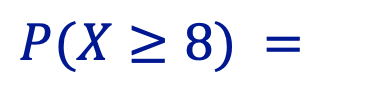 P(X ≥ 8) =